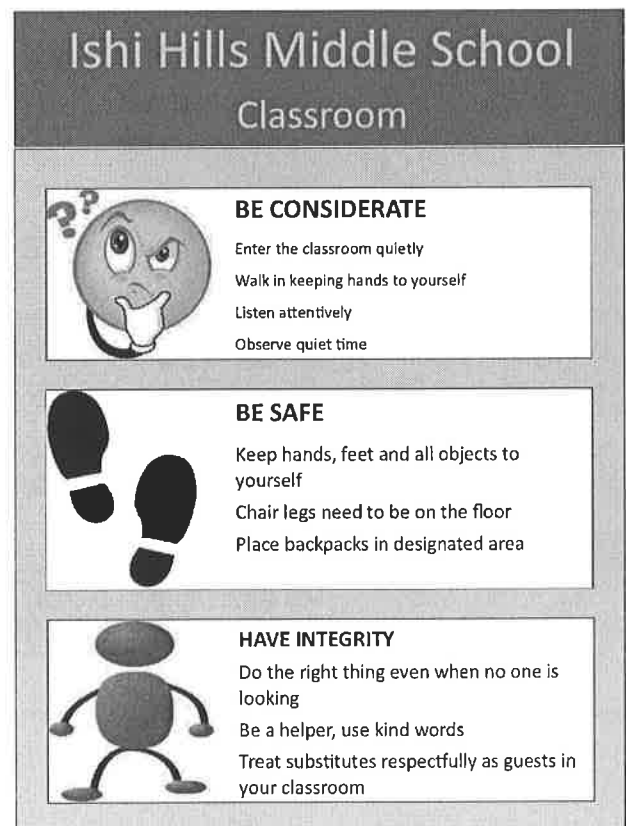 Ishi Hills Middle School
Classroom
? ?
BE CONSIDERATE
Enter the classroom quietly
Walk in keeping hands to yourself
Listen attentively
Observe quiet time
BE SAFE
Keep hands, feet and all objects to
yourself
Chair legs need to be on the floor
Place backpacks in designated area
HAVE INTEGRITY
Do the right thing even when no one is
looking
Be a helper, use kind words
Treat substitutes respectfully as guests in
your classroom